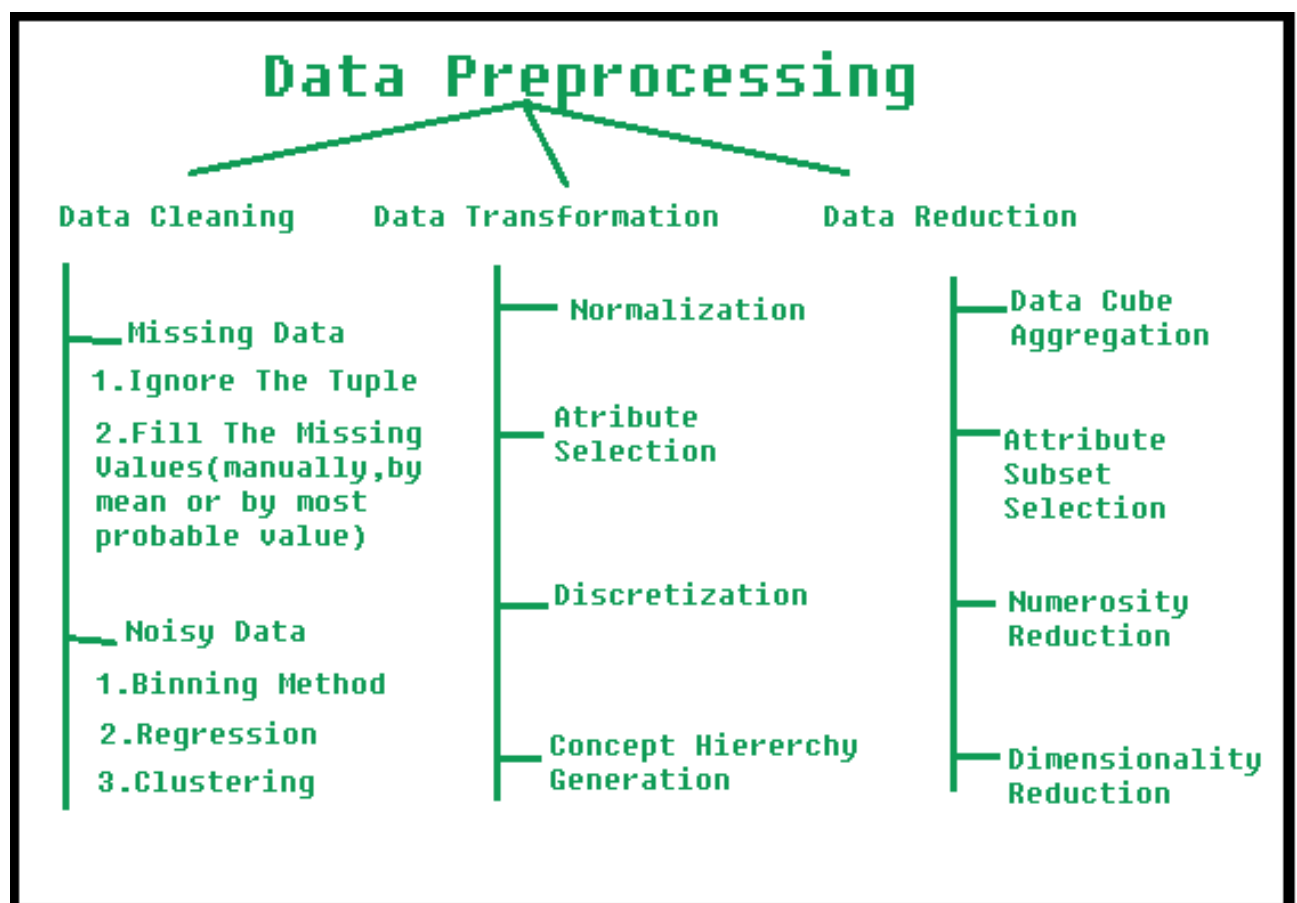 Data Preprocessing
Data Cleaning
Data Transformation
Data Reduction
Missing Data
1.Ignore The Tuple
2.Fill The Missing
Values(manually,by
mean or by most
probable value)
Noisy Data
1.Binning Method
2.Regression
3.Clustering
Normalization
Atribute
Selection
Discretization
Concept Hiererchy
Generation
Data Cube
Aggregation
Attribute
Subset
Selection
Numerosity
Reduction
Dimensionality
Reduction